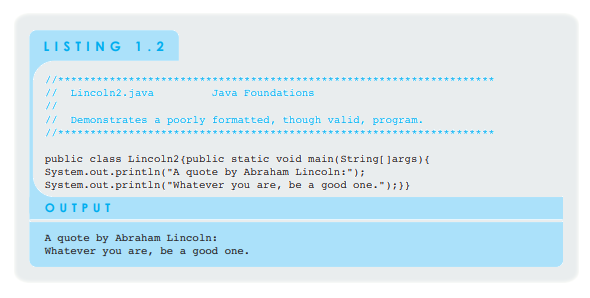 LISTING 1.2
//********************************************************************
//  Lincoln2.java         Java Foundations
//
//  Demonstrates a poorly formatted, though valid, program.
//********************************************************************
public class Lincoln2{public static void main(String[]args){
System.out.println("A quote by Abraham Lincoln:");
System.out.println("Whatever you are, be a good one.");}}
OUTPUT
A quote by Abraham Lincoln:
Whatever you are, be a good one.